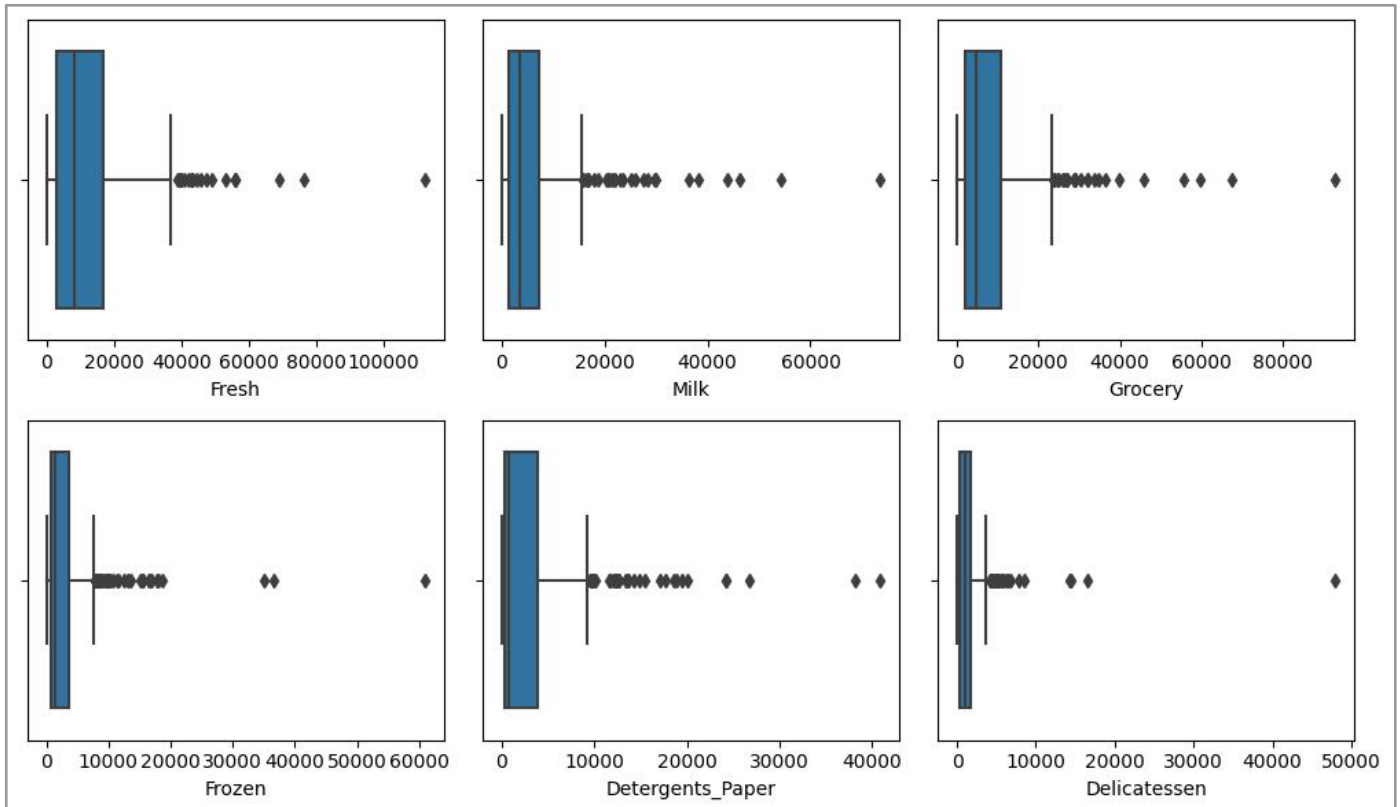 0 20000 40000 60000 80000 100000
Fresh
0 20000 40000 60000
Milk
0 20000 40000 60000 80000
Grocery
0 10000 20000 30000 40000 50000 60000
Frozen
0 10000 20000 30000 40000
Detergents_Paper
0 10000 20000 30000 40000 50000
Delicatessen